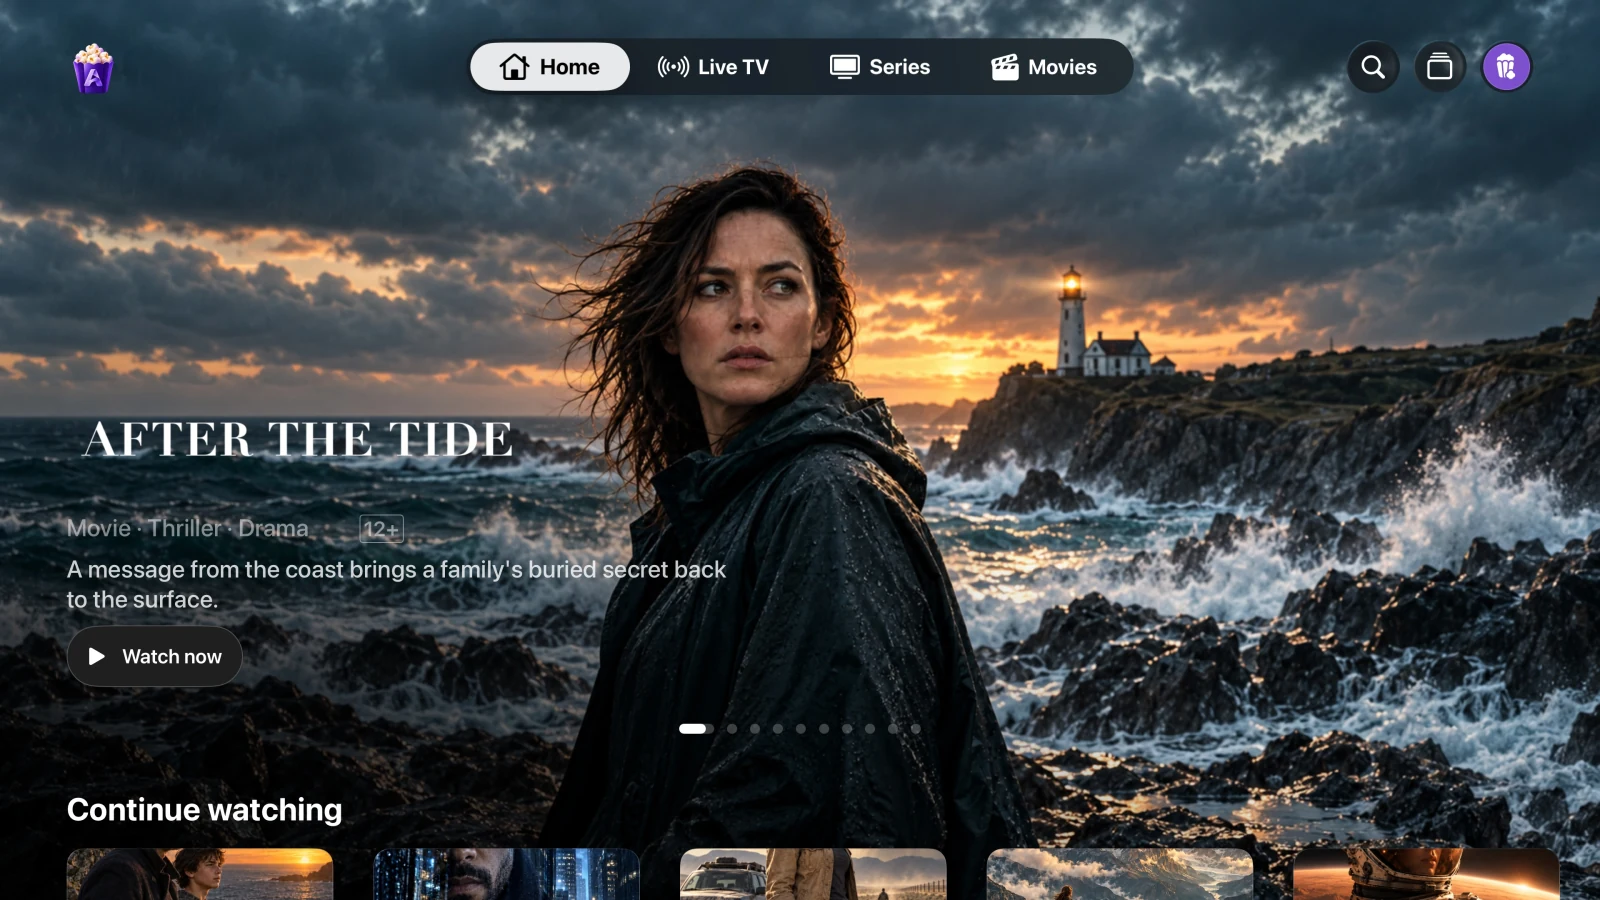 A
Home
Live TV
Series
Movies
AFTER THE TIDE
Movie · Thriller · Drama 12+
A message from the coast brings a family's buried secret back
to the surface.
Watch now
Continue watching